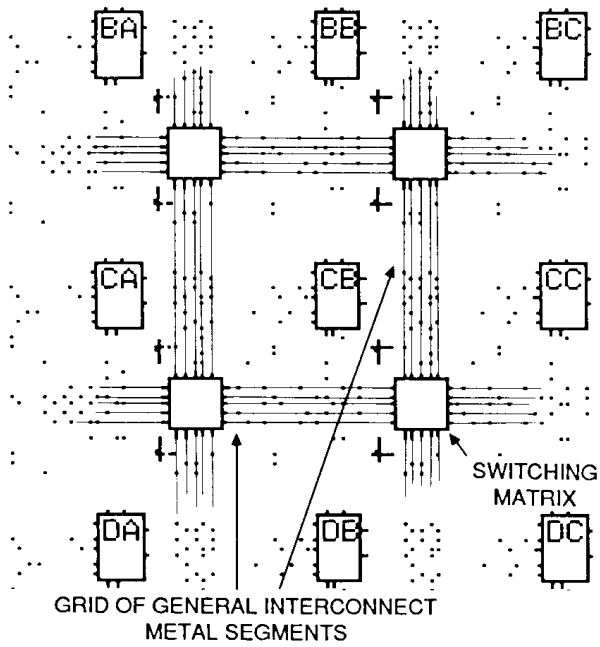 BA BB BC
CA CB CC
SWITCHING
MATRIX
DA DB DC
GRID OF GENERAL INTERCONNECT
METAL SEGMENTS